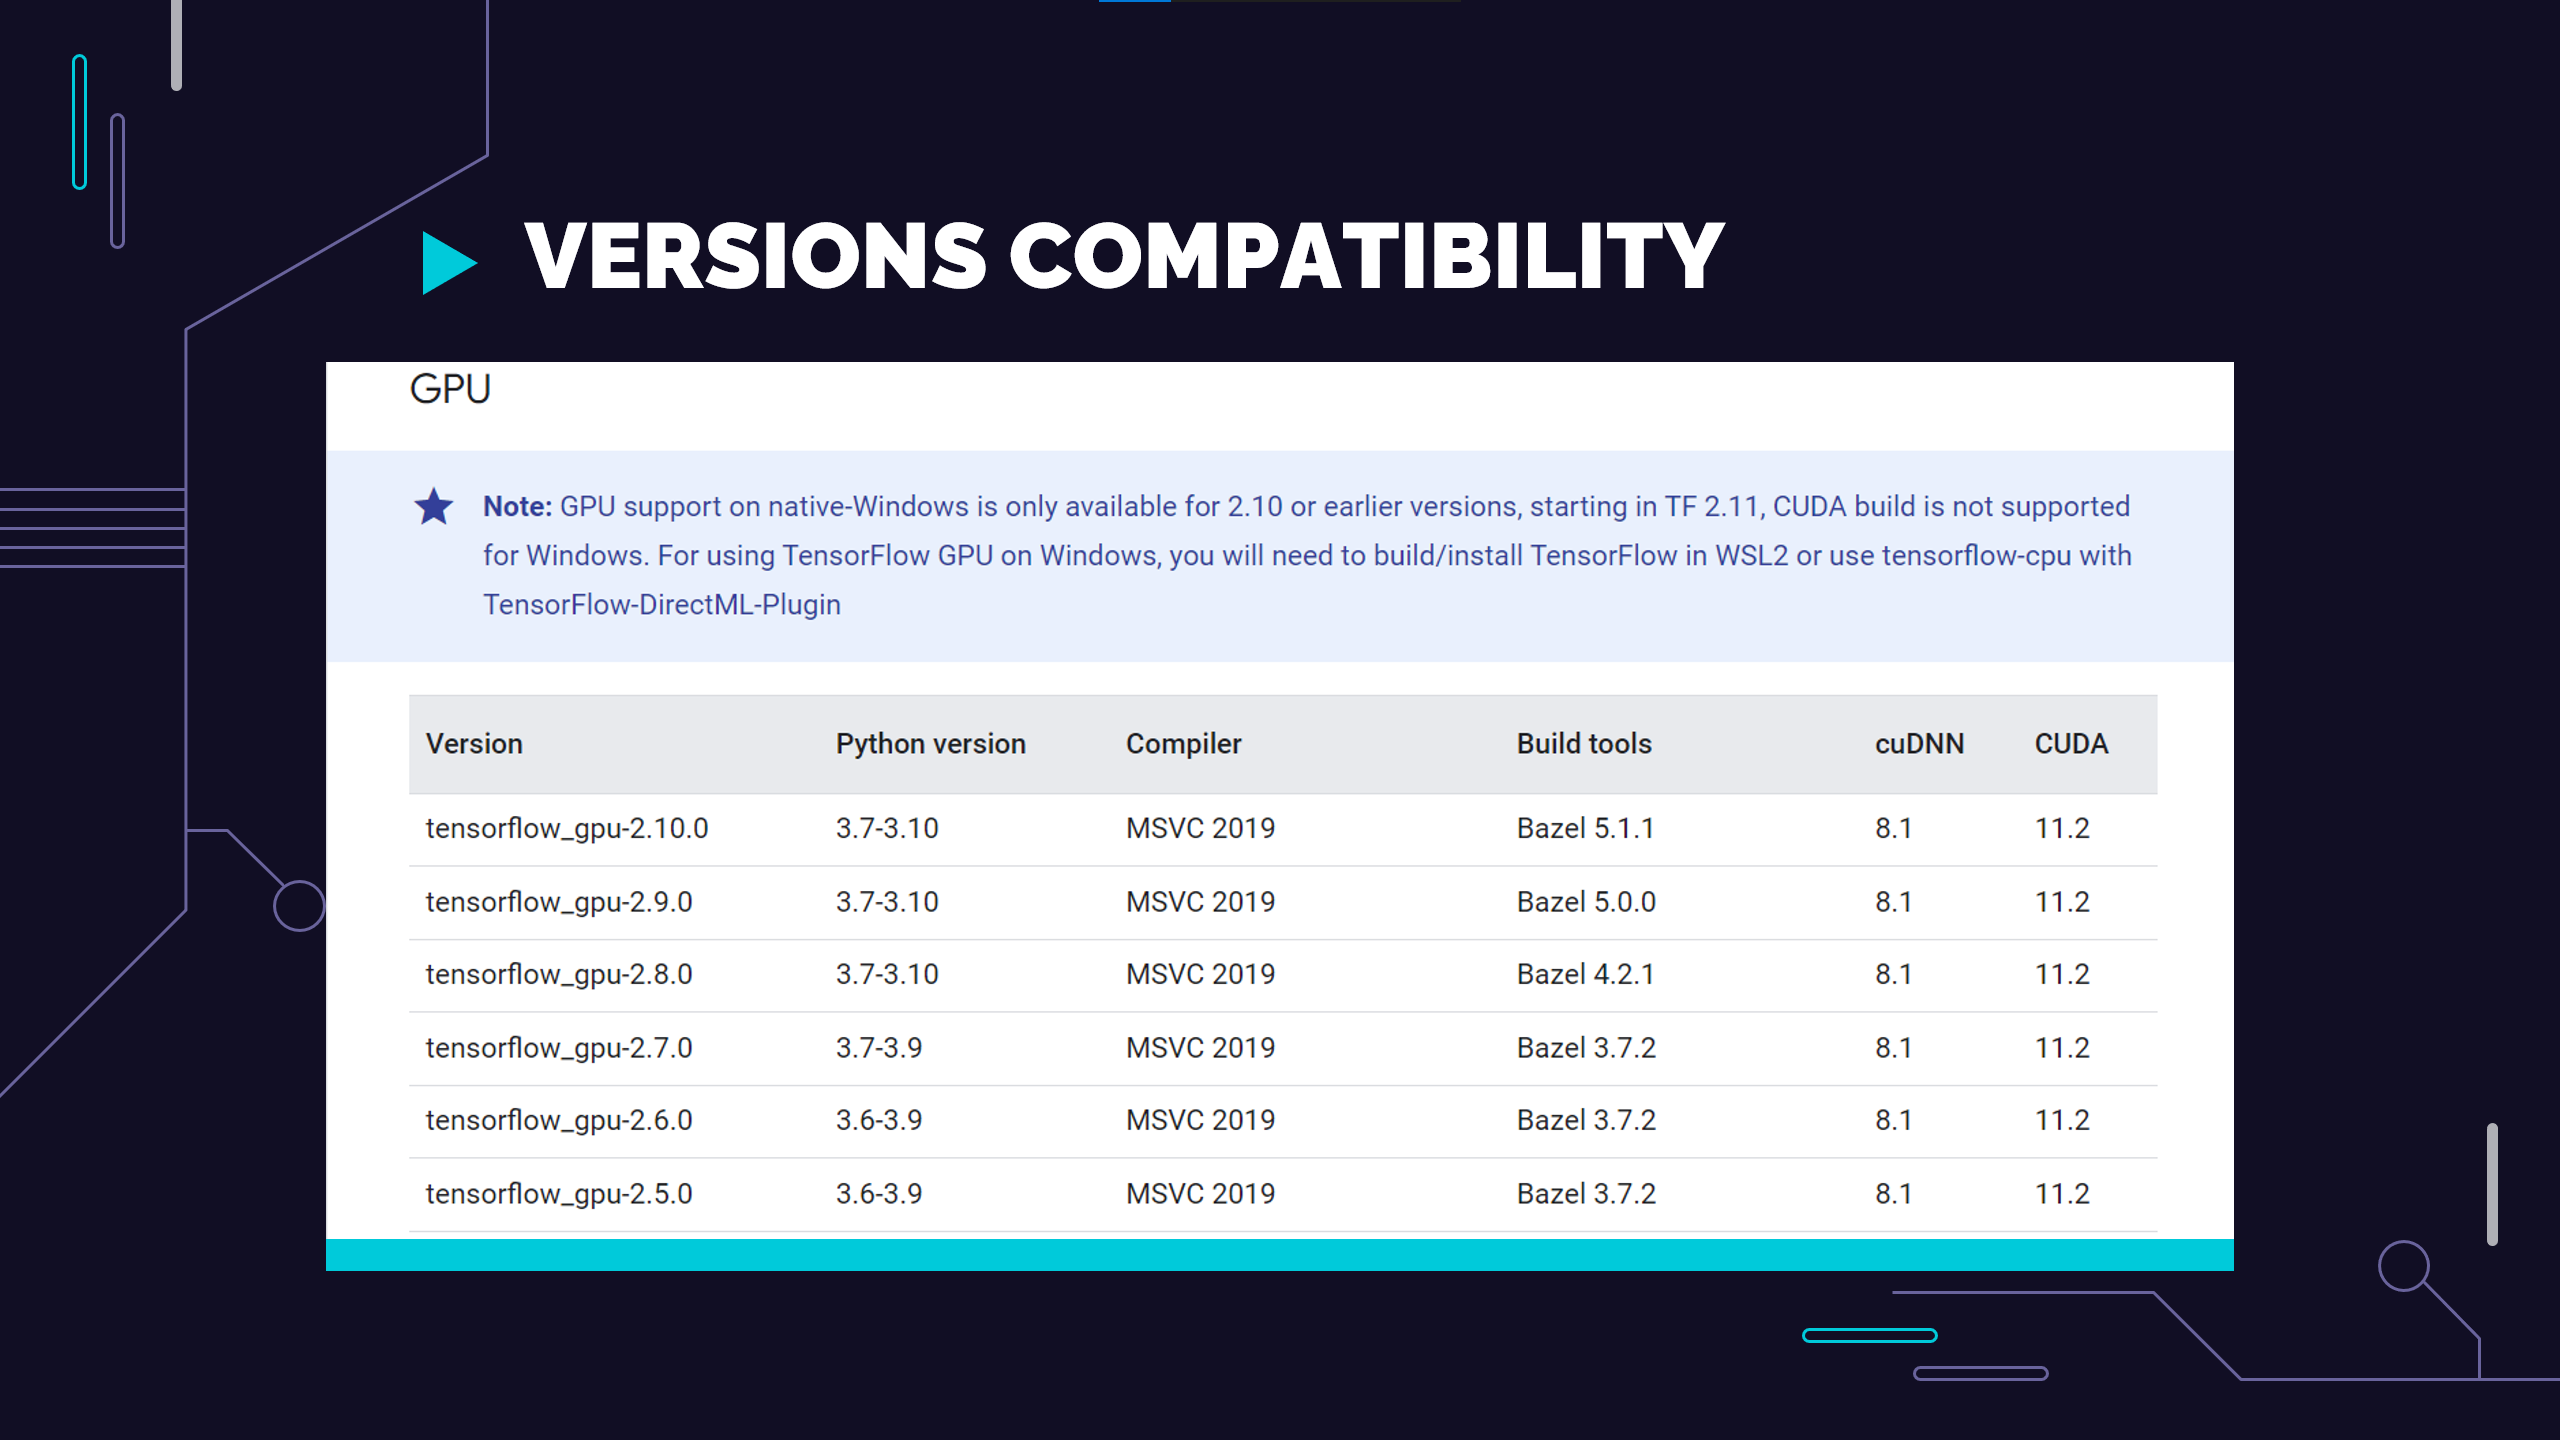 VERSIONS COMPATIBILITY
GPU
Note: GPU support on native-Windows is only available for 2.10 or earlier versions, starting in TF 2.11, CUDA build is not supported
for Windows. For using TensorFlow GPU on Windows, you will need to build/install TensorFlow in WSL2 or use tensorflow-cpu with
TensorFlow-DirectML-Plugin
Version Python version Compiler Build tools cuDNN CUDA
tensorflow_gpu-2.10.0 3.7-3.10 MSVC 2019 Bazel 5.1.1 8.1 11.2
tensorflow_gpu-2.9.0 3.7-3.10 MSVC 2019 Bazel 5.0.0 8.1 11.2
tensorflow_gpu-2.8.0 3.7-3.10 MSVC 2019 Bazel 4.2.1 8.1 11.2
tensorflow_gpu-2.7.0 3.7-3.9 MSVC 2019 Bazel 3.7.2 8.1 11.2
tensorflow_gpu-2.6.0 3.6-3.9 MSVC 2019 Bazel 3.7.2 8.1 11.2
tensorflow_gpu-2.5.0 3.6-3.9 MSVC 2019 Bazel 3.7.2 8.1 11.2